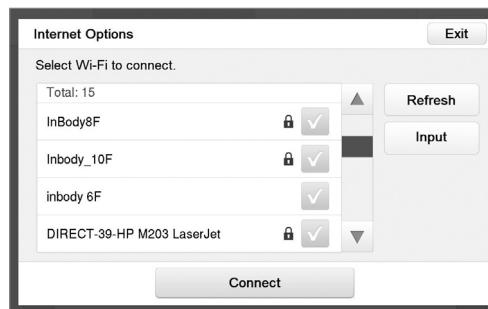 Internet Options
Exit
Select Wi-Fi to connect.
Total: 15
Refresh
InBody8F
Input
Inbody_10F
inbody 6F
DIRECT-39-HP M203 LaserJet
Connect